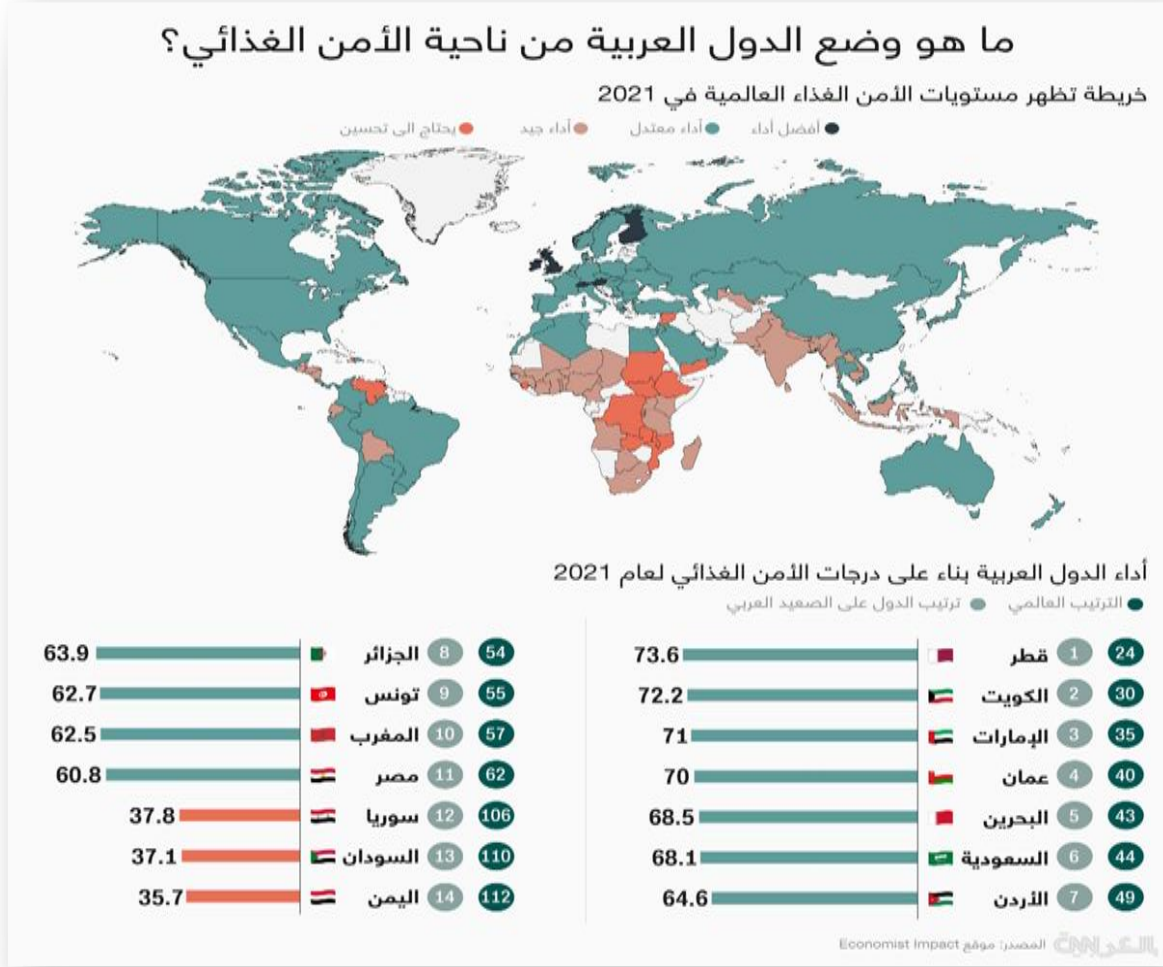 ما هو وضع الدول العربية من ناحية الأمن الغذائي؟
خريطة تظهر مستويات الأمن الغذاء العالمية في 2021
أفضل أداء أداء معتدل أداء جيد يحتاج الى تحسين
أداء الدول العربية بناء على درجات الأمن الغذائي لعام 2021
الترتيب العالمي ترتيب الدول على الصعيد العربي
24 1 قطر 73.6
30 2 الكويت 72.2
35 3 الإمارات 71
40 4 عمان 70
43 5 البحرين 68.5
44 6 السعودية 68.1
49 7 الأردن 64.6
54 8 الجزائر 63.9
55 9 تونس 62.7
57 10 المغرب 62.5
62 11 مصر 60.8
106 12 سوريا 37.8
110 13 السودان 37.1
112 14 اليمن 35.7
المصدر: موقع Economist Impact
CNN بالعربية